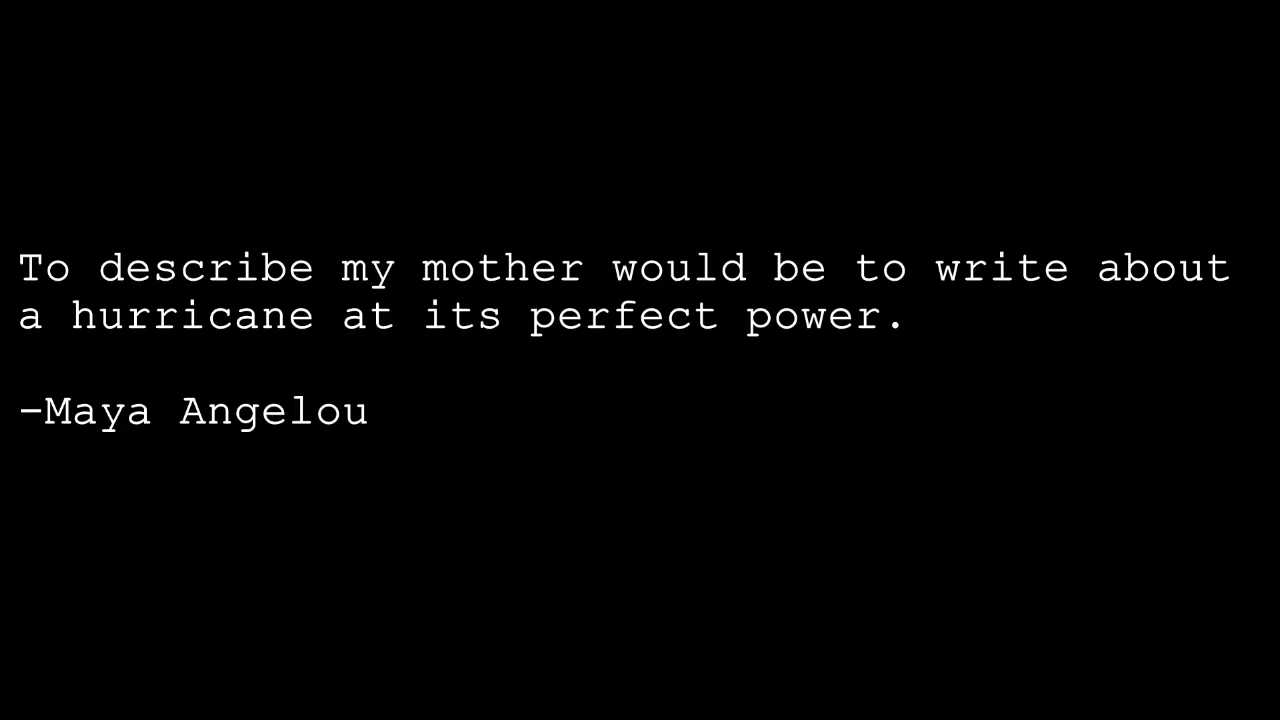 To describe my mother would be to write about
a hurricane at its perfect power.
-Maya Angelou